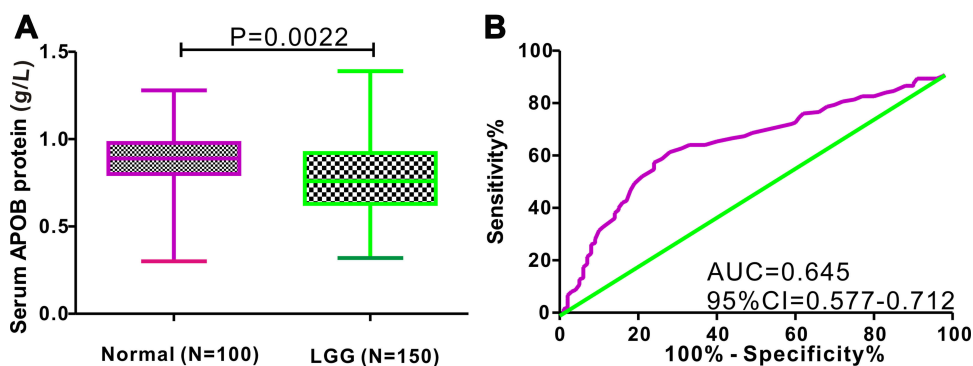 A
P=0.0022
Serum APOB protein (g/L)
1.5
1.0
0.5
0.0
Normal (N=100)
LGG (N=150)
B
Sensitivity%
100
80
60
40
20
0
AUC=0.645
95%CI=0.577-0.712
0 20 40 60 80 100
100% - Specificity%